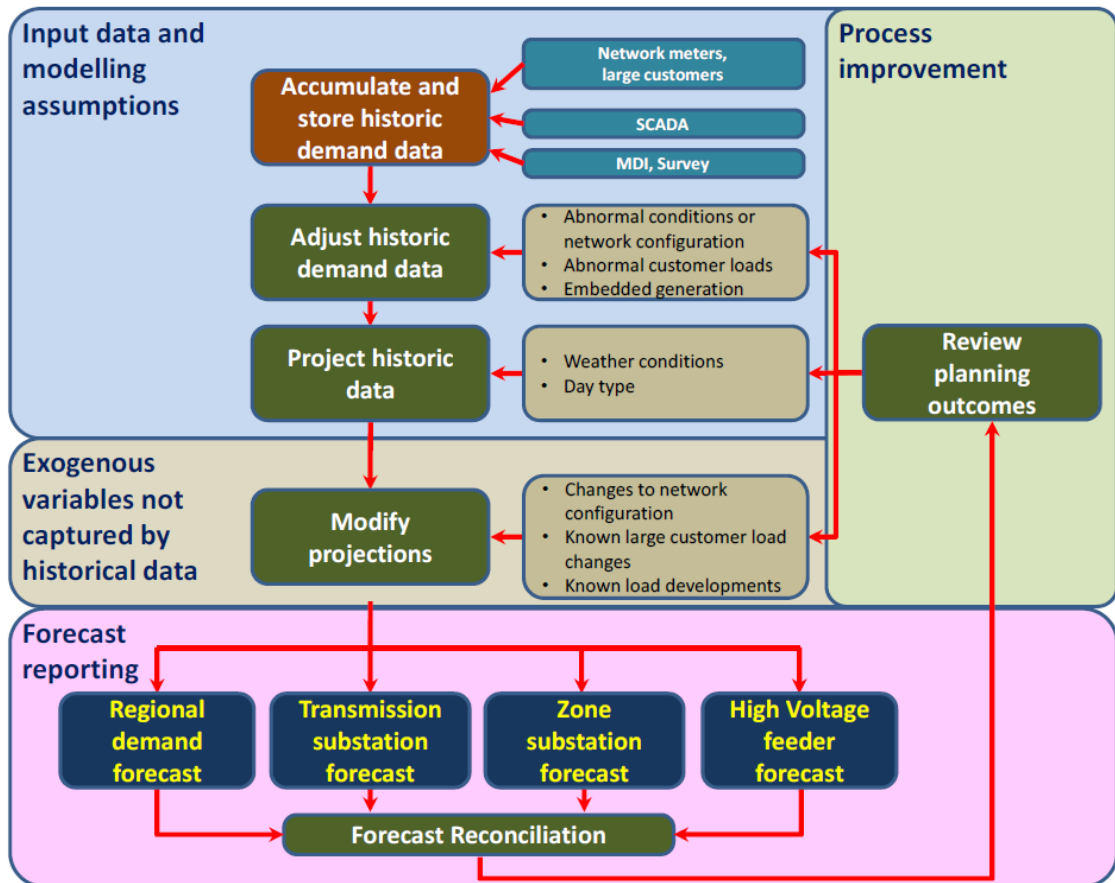 Input data and
modelling
assumptions
Process
improvement
Network meters,
large customers
Accumulate and
store historic
demand data
SCADA
MDI, Survey
Adjust historic
demand data
• Abnormal conditions or
network configuration
• Abnormal customer loads
• Embedded generation
Project historic
data
• Weather conditions
• Day type
Review
planning
outcomes
Exogenous
variables not
captured by
historical data
Modify
projections
• Changes to network
configuration
• Known large customer load
changes
• Known load developments
Forecast
reporting
Regional
demand
forecast
Transmission
substation
forecast
Zone
substation
forecast
High Voltage
feeder
forecast
Forecast Reconciliation